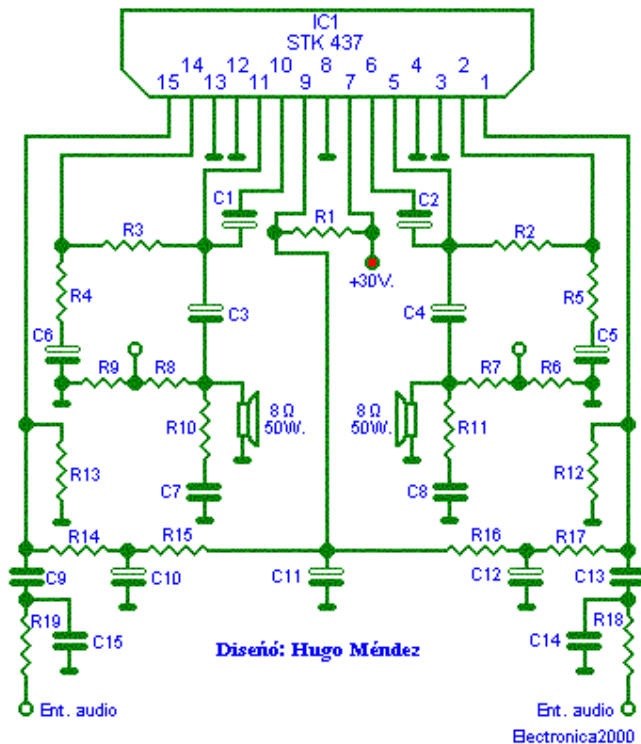 IC1
STK 437
15 14 13 12 11 10 9 8 7 6 5 4 3 2 1
C1
R1
C2
R3
R2
+30V.
R4
R5
C3
C4
C6
C5
R9
R8
R7
R6
8 Ω
50W.
8 Ω
50W.
R10
R11
R13
R12
C7
C8
R14
R15
R16
R17
C9
C10
C11
C12
C13
R19
C15
C14
R18
Diseñó: Hugo Méndez
Ent. audio
Ent. audio
Electronica2000